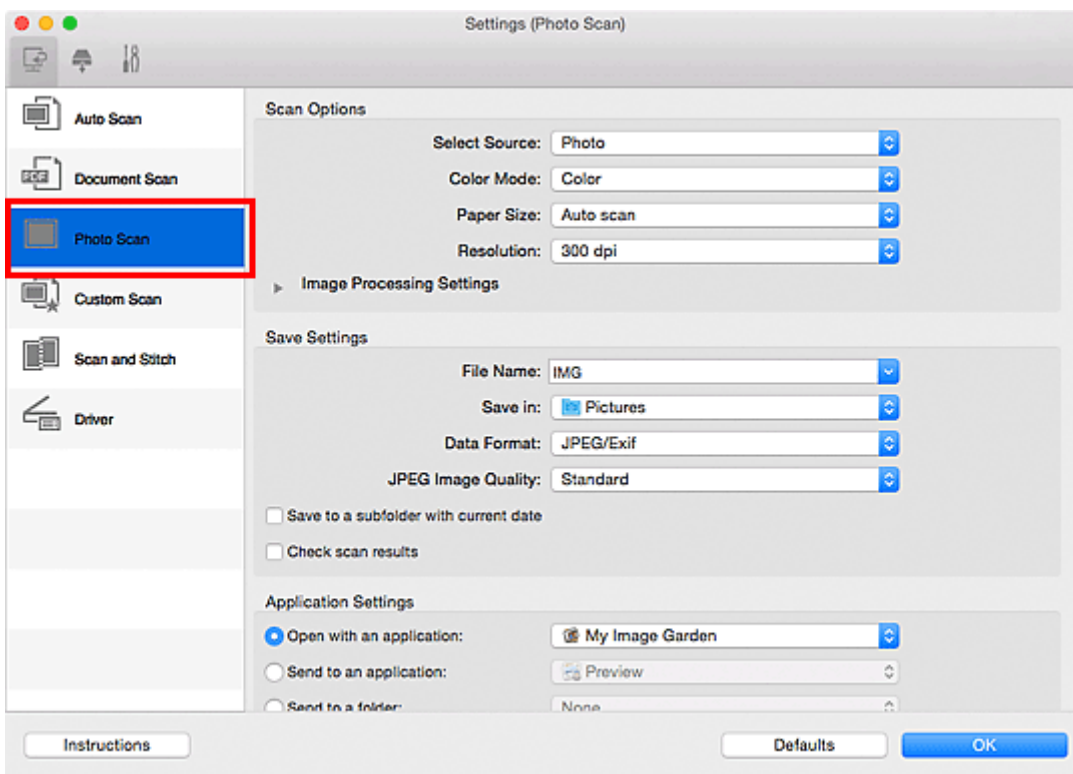 Settings (Photo Scan)
Auto Scan
Document Scan
Photo Scan
Custom Scan
Scan and Stitch
Driver
Scan Options
Select Source: Photo
Color Mode: Color
Paper Size: Auto scan
Resolution: 300 dpi
Image Processing Settings
Save Settings
File Name: IMG
Save in: Pictures
Data Format: JPEG/Exif
JPEG Image Quality: Standard
Save to a subfolder with current date
Check scan results
Application Settings
Open with an application: My Image Garden
Send to an application: Preview
Send to a folder: None
Instructions
Defaults
OK